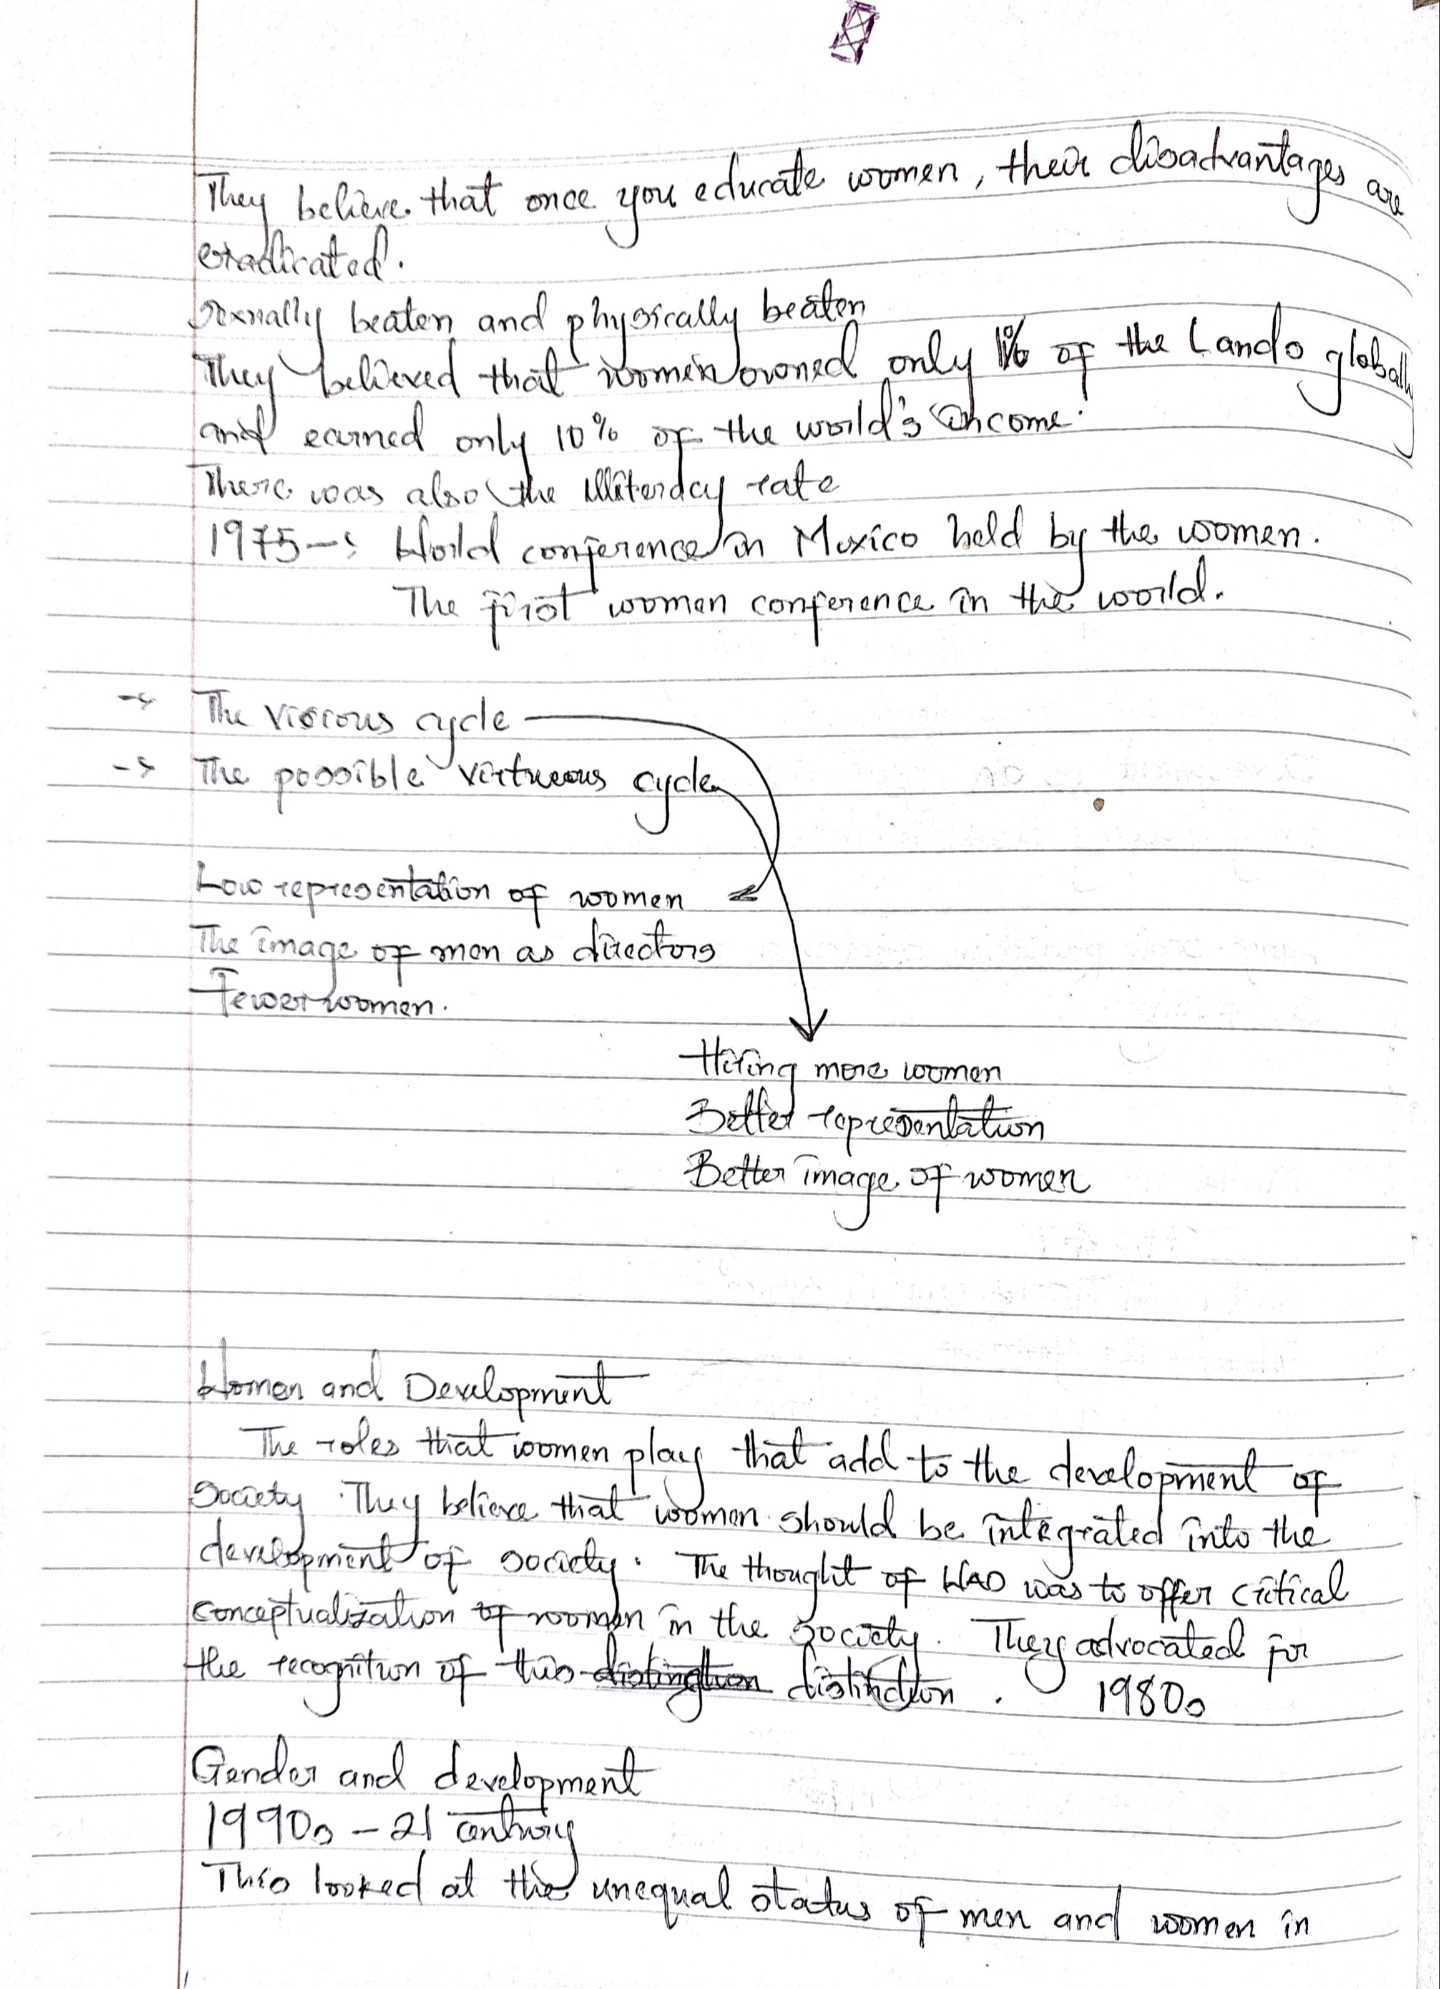 They believe that once you educate women, their disadvantages are
eradicated.
Sexually beaten and physically beaten
They believed that women owned only 1% of the Lands globally
and earned only 10% of the world's income.
There was also the illiteracy rate
1975 -> World conference in Mexico held by the women.
The first women conference in the world.
-> The viscous cycle
-> The possible virtueous cycle
Low representation of women
The image of men as directors
Fewer women.
Hiring more women
Better representation
Better image of women
Women and Development
The roles that women play that add to the development of
society. They believe that women should be integrated into the
development of society. The thought of WAD was to offer critical
conceptualization of women in the society. They advocated for
the recognition of this distinction. 1980s
Gender and development
1990s - 21 century
This looked at the unequal status of men and women in